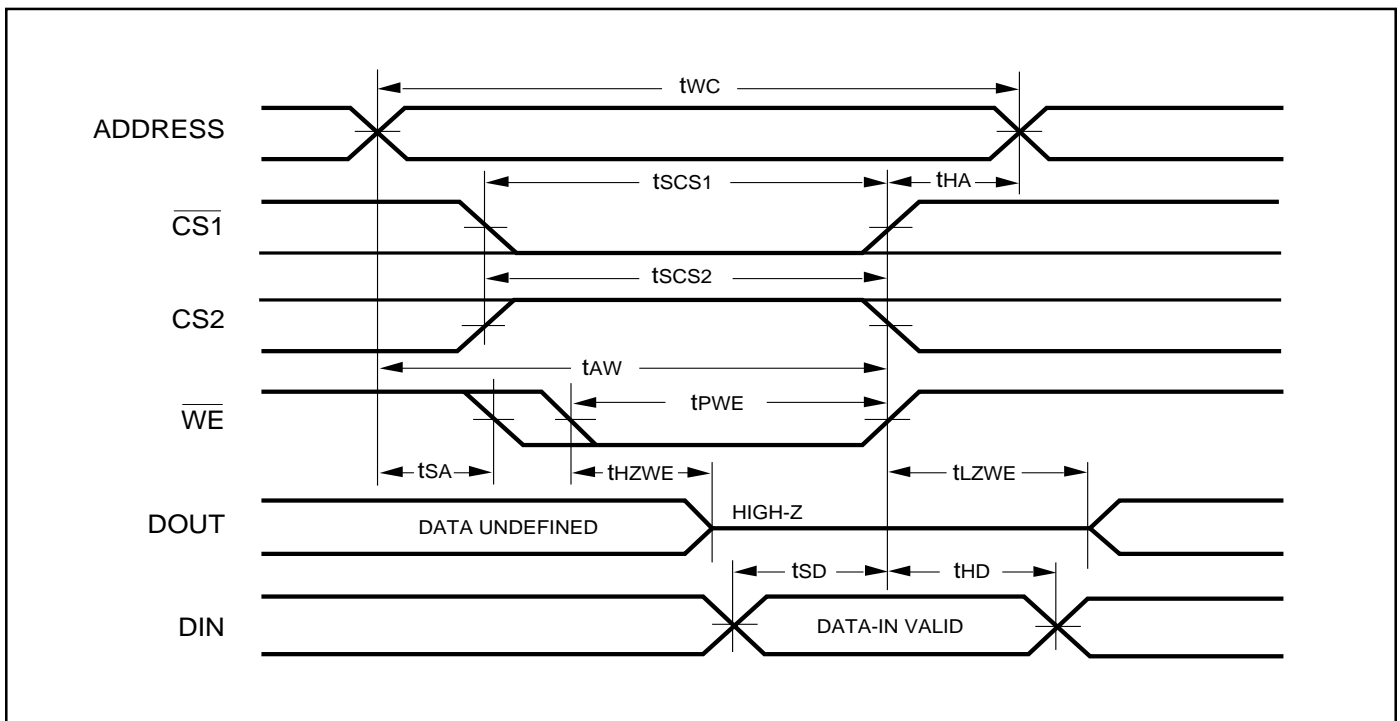 tWC
ADDRESS
tSCS1
tHA
CS1
tSCS2
CS2
tAW
tPWE
WE
tSA
tHZWE
tLZWE
DOUT
DATA UNDEFINED
HIGH-Z
tSD
tHD
DIN
DATA-IN VALID